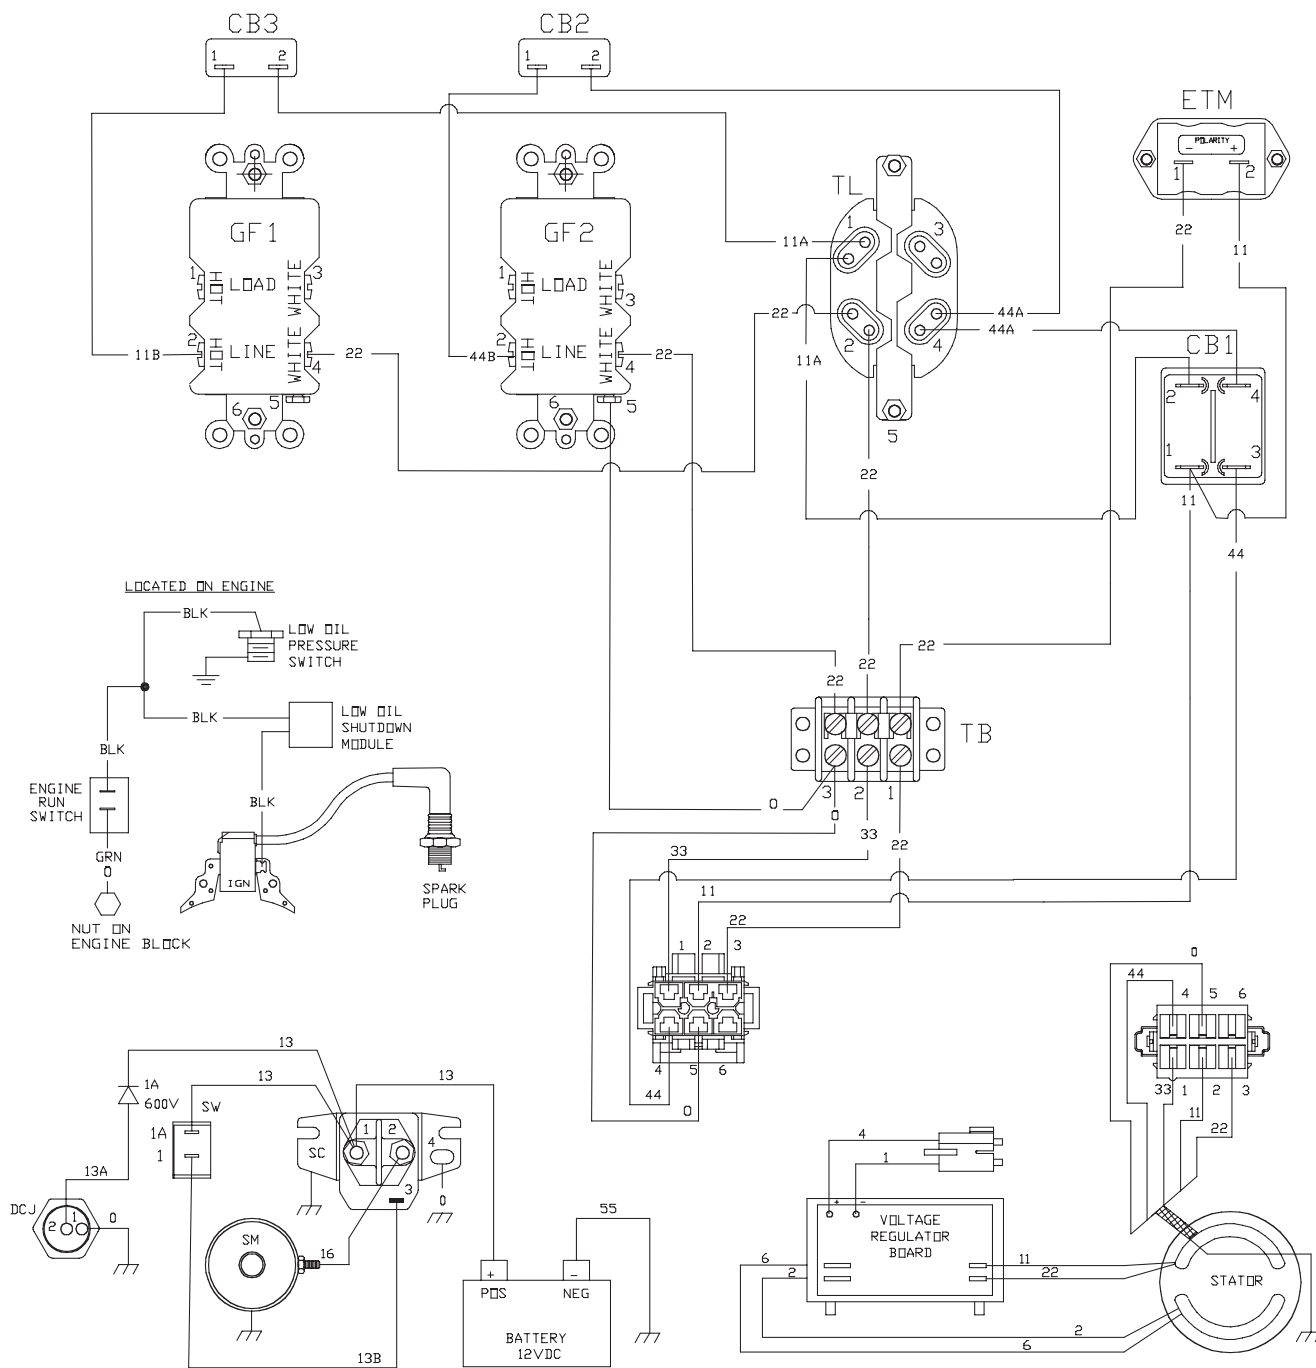 CB3
CB2
1 2
1 2
ETM
POLARITY
- +
1 2
TL
GF1
GF2
1 3
22
11
11A
1 HOT LOAD WHITE 3
1 HOT LOAD WHITE 3
2 HOT LINE WHITE 4
2 HOT LINE WHITE 4
11B
22
44B
22
22
44A
44A
11A
2 4
CB1
2 4
1 3
6 5
6 5
5
22
11
44
LOCATED ON ENGINE
BLK
LOW OIL
PRESSURE
SWITCH
22
22
22
BLK
LOW OIL
SHUTDOWN
MODULE
TB
BLK
ENGINE
RUN
SWITCH
BLK
3 2 1
0
0
33
22
GRN
0
IGN
SPARK
PLUG
33
11
22
NUT ON
ENGINE BLOCK
1 2 3
0
44
4 5 6
4 5 6
44
0
33 1 2 3
11
22
13
1A
600V
13
SW
13
1A
1
SC
1 2
4
3
0
13A
DCJ
2 1
0
SM
16
55
+ -
POS NEG
BATTERY
12VDC
13B
4
1
+ -
VOLTAGE
REGULATOR
BOARD
6
2
11
22
STATOR
2
6